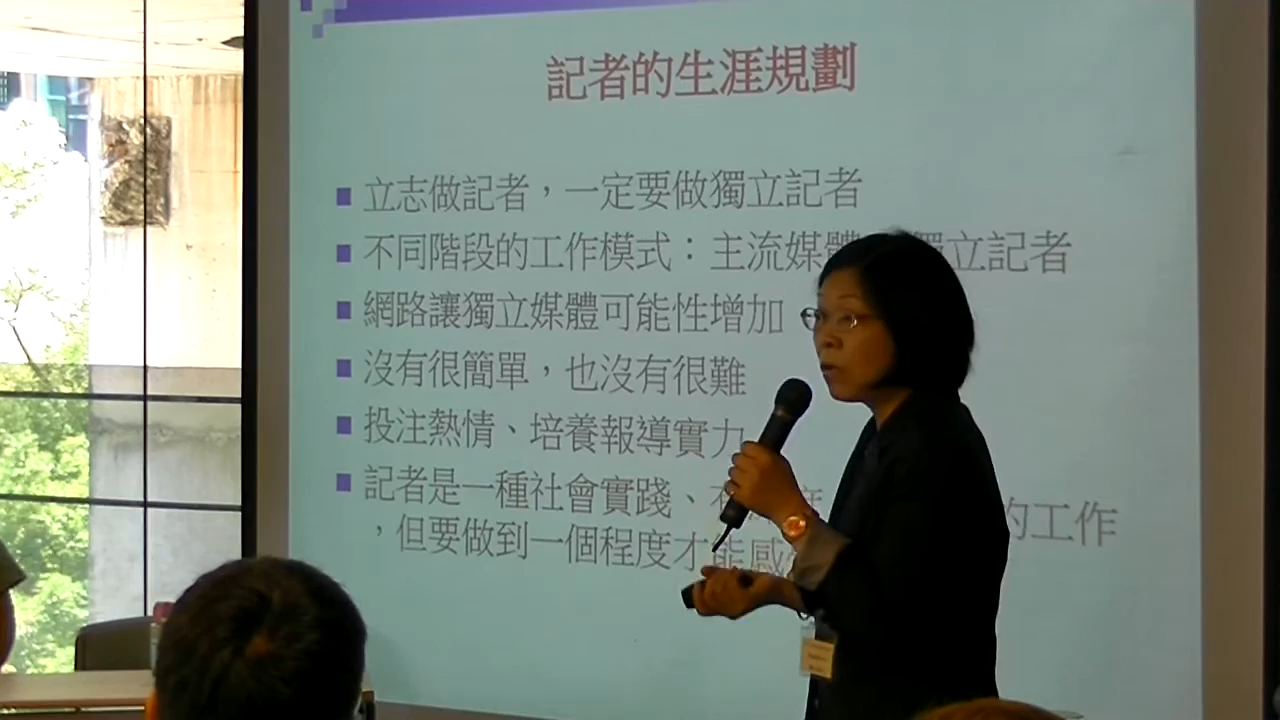 記者的生涯規劃
立志做記者，一定要做獨立記者
不同階段的工作模式：主流媒 立記者
網路讓獨立媒體可能性增加
沒有很簡單，也沒有很難
投注熱情、培養報導實力
記者是一種社會實踐、 的工作
，但要做到一個程度才能感